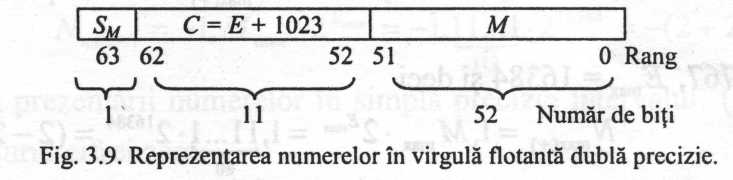 S_M C = E + 1023 M
63 62 52 51 0 Rang
1 11 52 Număr de biți
Fig. 3.9. Reprezentarea numerelor în virgulă flotantă dublă precizie.